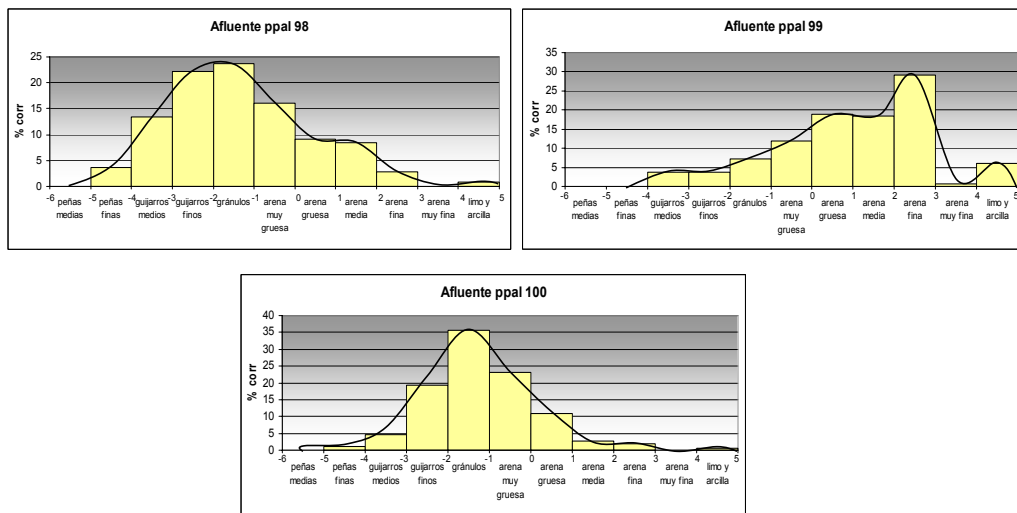 Afluente ppal 98
25
20
15
10
5
0
% corr
-6 -5 -4 -3 -2 -1 0 1 2 3 4 5
peñas peñas guijarros guijarros gránulos arena arena arena arena arena limo y
medias finas medios finos muy gruesa media fina muy fina arcilla
gruesa
Afluente ppal 99
35
30
25
20
15
10
5
0
% corr
-6 -5 -4 -3 -2 -1 0 1 2 3 4 5
peñas peñas guijarros guijarros gránulos arena arena arena arena arena limo y
medias finas medios finos muy gruesa media fina muy fina arcilla
gruesa
Afluente ppal 100
40
35
30
25
20
15
10
5
0
% corr
-6 -5 -4 -3 -2 -1 0 1 2 3 4 5
peñas peñas guijarros guijarros gránulos arena arena arena arena arena limo y
medias finas medios finos muy gruesa media fina muy fina arcilla
gruesa